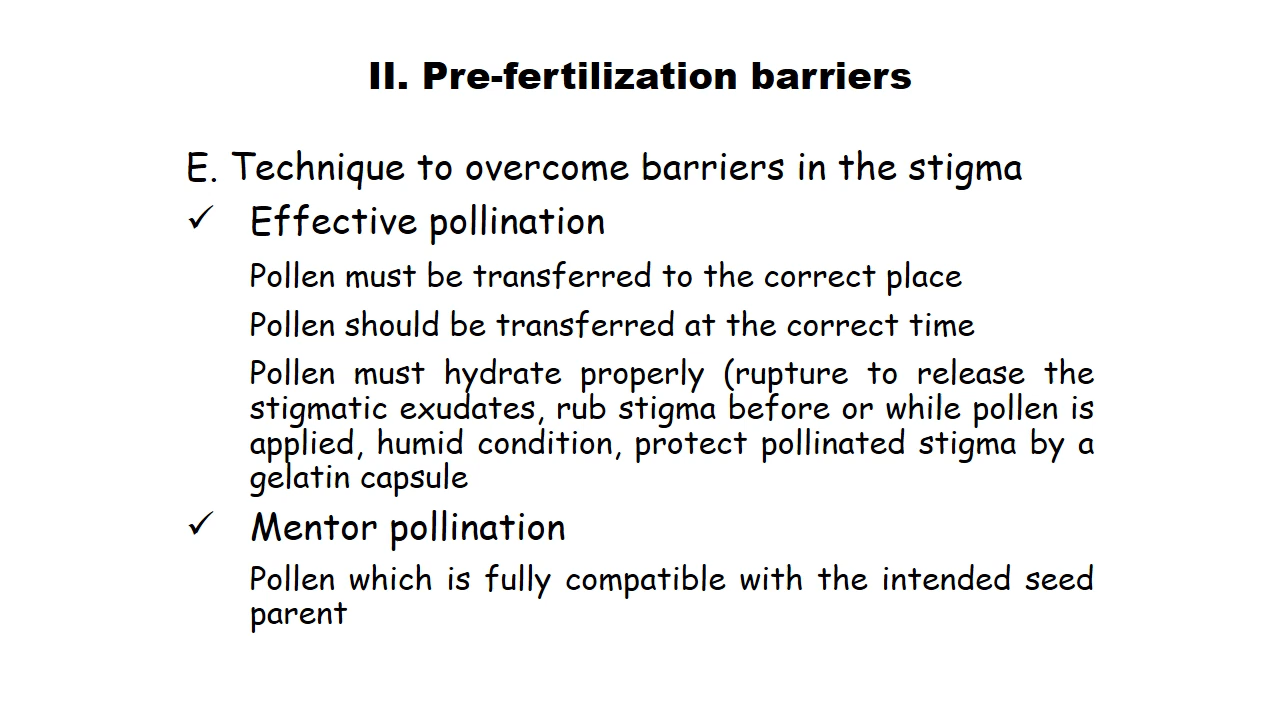 II. Pre-fertilization barriers
E. Technique to overcome barriers in the stigma
✓ Effective pollination
Pollen must be transferred to the correct place
Pollen should be transferred at the correct time
Pollen must hydrate properly (rupture to release the
stigmatic exudates, rub stigma before or while pollen is
applied, humid condition, protect pollinated stigma by a
gelatin capsule
✓ Mentor pollination
Pollen which is fully compatible with the intended seed
parent